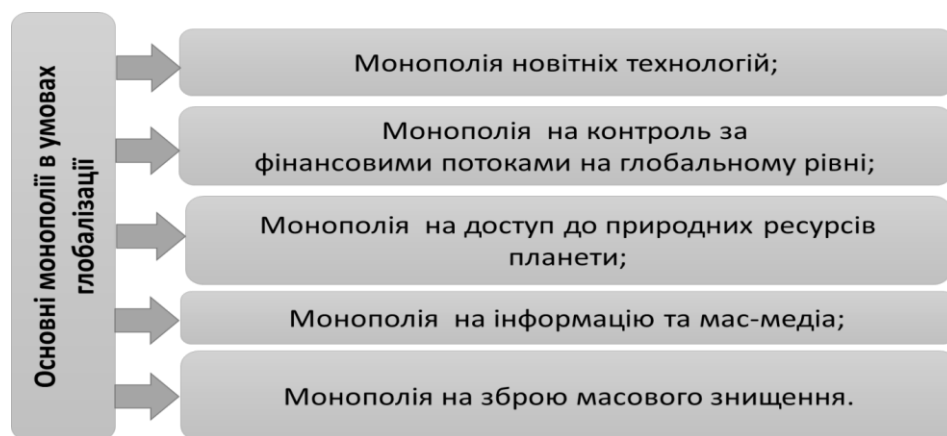 Основні монополії в умовах
глобалізації
Монополія новітніх технологій;
Монополія на контроль за
фінансовими потоками на глобальному рівні;
Монополія на доступ до природних ресурсів
планети;
Монополія на інформацію та мас-медіа;
Монополія на зброю масового знищення.